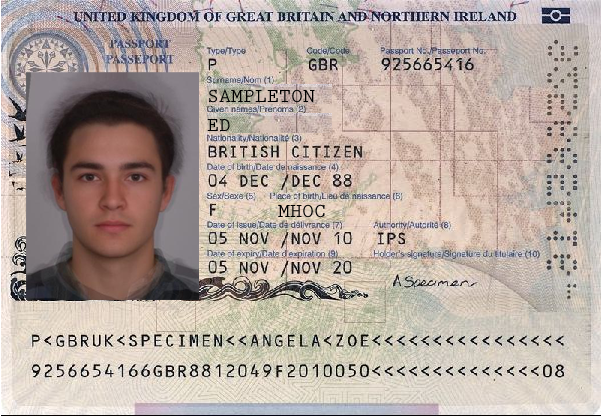 UNITED KINGDOM OF GREAT BRITAIN AND NORTHERN IRELAND
PASSPORT
PASSEPORT
Type/Type Code/Code Passport No./Passeport No.
P GBR 925665416
Surname/Nom (1)
SAMPLETON
Given names/Prénoms (2)
ED
Nationality/Nationalité (3)
BRITISH CITIZEN
Date of birth/Date de naissance (4)
04 DEC /DEC 88
Sex/Sexe (5) Place of birth/Lieu de naissance (6)
F MHOC
Date of issue/Date de délivrance (7) Authority/Autorité (8)
05 NOV /NOV 10 IPS
Date of expiry/Date d'expiration (9) Holder's signature/Signature du titulaire (10)
05 NOV /NOV 20
A Specimen
P<GBRUK<SPECIMEN<<ANGELA<ZOE<<<<<<<<<<<<<<<<
9256654166GBR8812049F2010050<<<<<<<<<<<<<<08